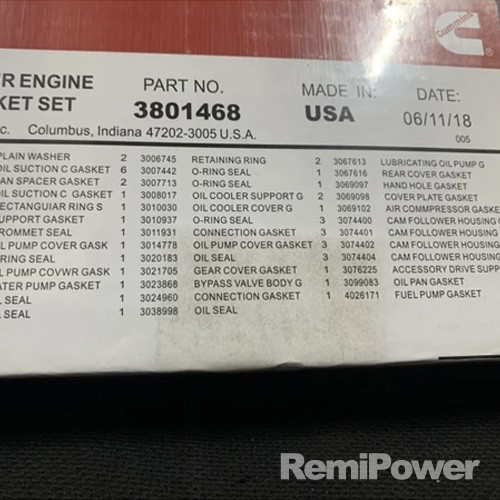 Cummins
R ENGINE
KET SET
PART NO.
3801468
MADE IN:
USA
DATE:
06/11/18
005
c. Columbus, Indiana 47202-3005 U.S.A.
PLAIN WASHER 2 3006745 RETAINING RING 2 3067613 LUBRICATING OIL PUMP G
OIL SUCTION C GASKET 6 3007442 O-RING SEAL 1 3067616 REAR COVER GASKET
AN SPACER GASKET 2 3007713 O-RING SEAL 1 3069097 HAND HOLE GASKET
OIL SUCTION C GASKET 1 3008017 OIL COOLER SUPPORT G 2 3069098 COVER PLATE GASKET
RECTANGUIAR RING S 1 3010030 OIL COOLER COVER G 1 3069102 AIR COMMPRESSOR GASKET
SUPPORT GASKET 1 3010937 O-RING SEAL 3 3074400 CAM FOLLOWER HOUSING G
GROMMET SEAL 1 3011931 CONNECTION GASKET 1 3074401 CAM FOLLOWER HOUSING
PUMP COVER GASK 1 3014778 OIL PUMP COVER GASKET 3 3074402 CAM FOLLOWER HOUSING
RING SEAL 1 3020183 OIL SEAL 3 3074404 CAM FOLLOWER HOUSING
PUMP COVWR GASK 1 3021705 GEAR COVER GASKET 1 3076225 ACCESSORY DRIVE SUPP
ATER PUMP GASKET 1 3023868 BYPASS VALVE BODY G 1 3099083 OIL PAN GASKET
L SEAL 1 3024960 CONNECTION GASKET 1 4026171 FUEL PUMP GASKET
L SEAL 1 3038998 OIL SEAL
RemiPower